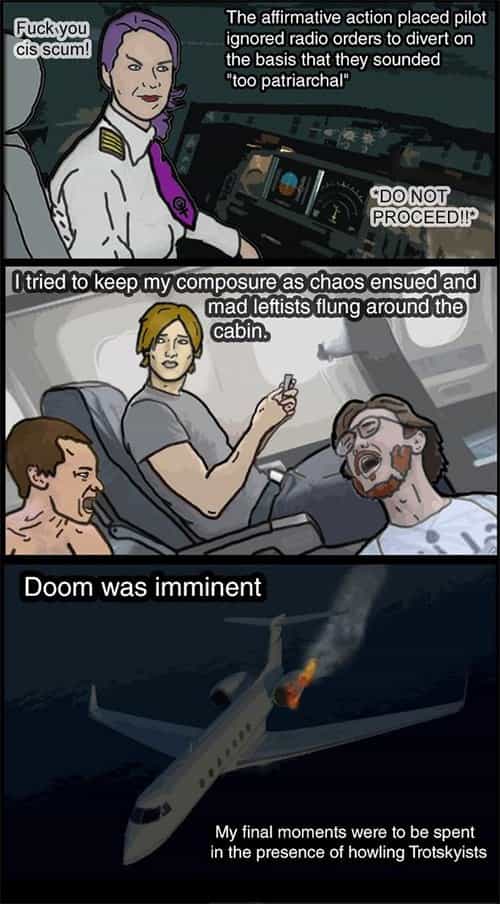 Fuck you
cis scum!
The affirmative action placed pilot
ignored radio orders to divert on
the basis that they sounded
"too patriarchal"
*DO NOT
PROCEED!!*
I tried to keep my composure as chaos ensued and
mad leftists flung around the
cabin.
Doom was imminent
My final moments were to be spent
in the presence of howling Trotskyists